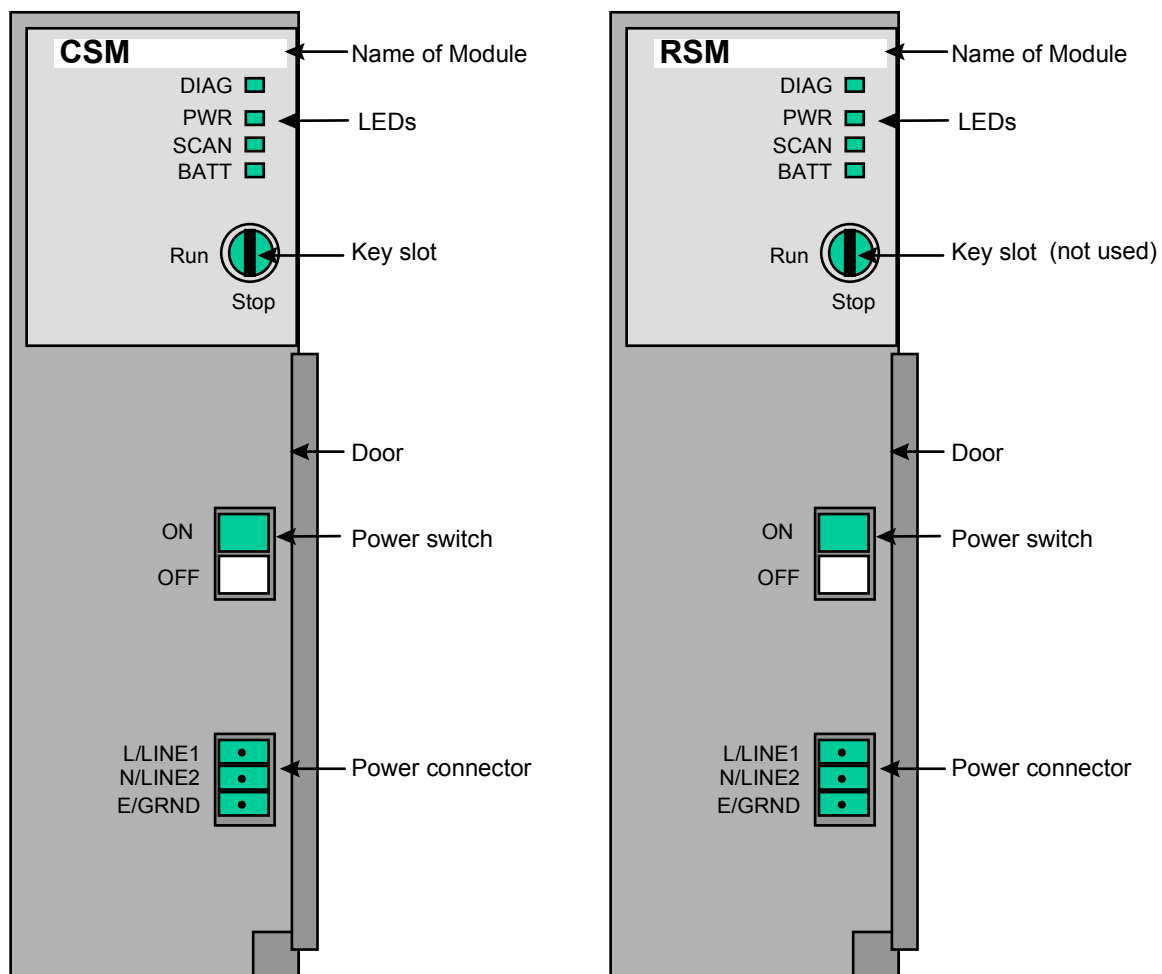 CSM
Name of Module
DIAG
PWR
LEDs
SCAN
BATT
Run
Key slot
Stop
Door
ON
Power switch
OFF
L/LINE1
N/LINE2
Power connector
E/GRND
RSM
Name of Module
DIAG
PWR
LEDs
SCAN
BATT
Run
Key slot (not used)
Stop
Door
ON
Power switch
OFF
L/LINE1
N/LINE2
Power connector
E/GRND